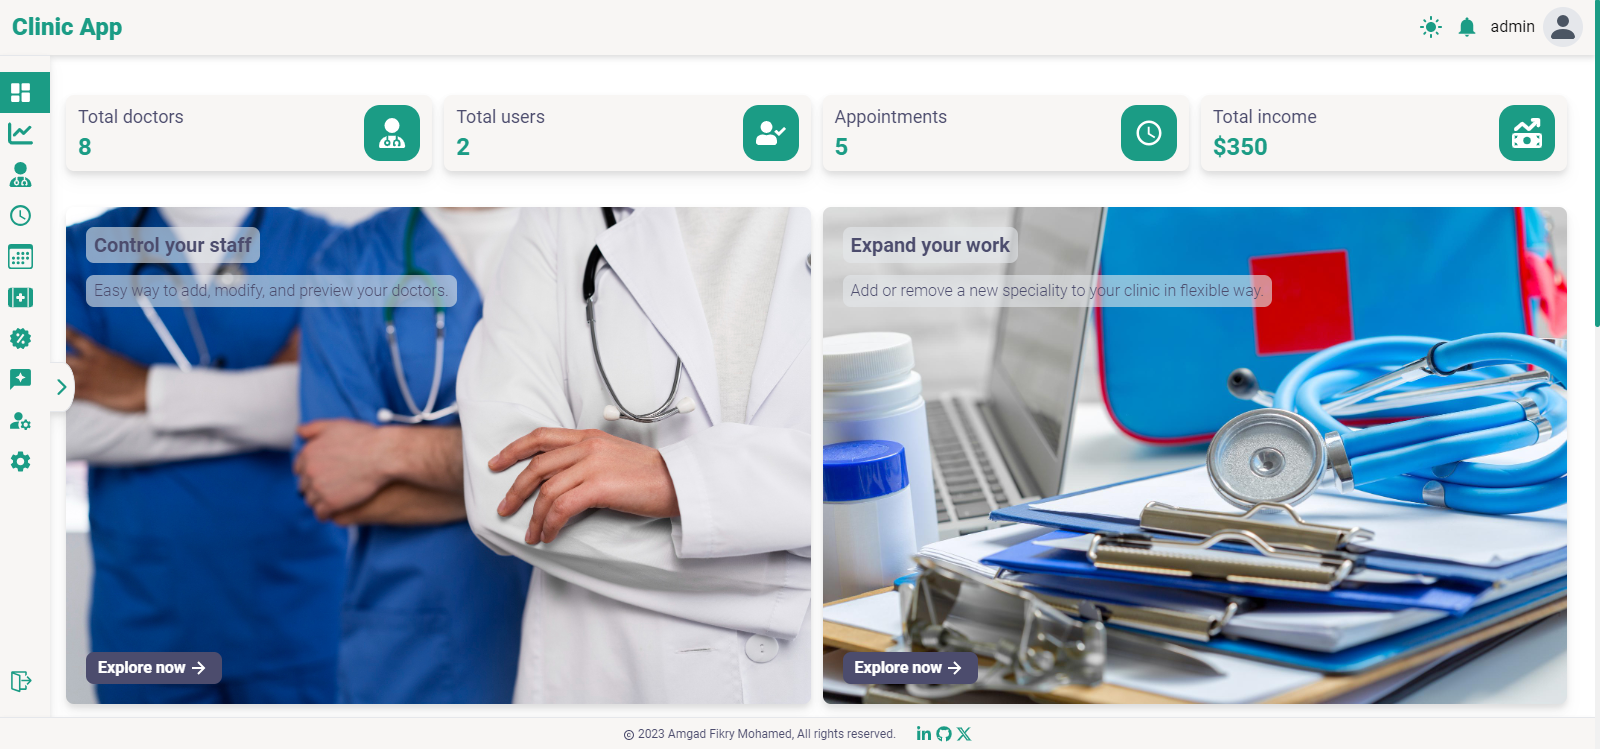 Clinic App
admin
Total doctors
8
Total users
2
Appointments
5
Total income
$350
Control your staff
Easy way to add, modify, and preview your doctors.
Explore now
Expand your work
Add or remove a new speciality to your clinic in flexible way.
Explore now
© 2023 Amgad Fikry Mohamed, All rights reserved.